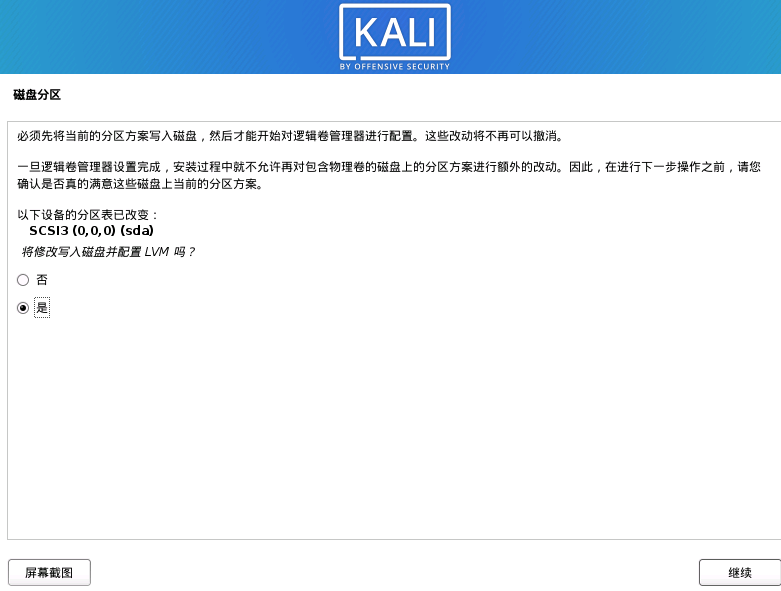 KALI
BY OFFENSIVE SECURITY
磁盘分区
必须先将当前的分区方案写入磁盘，然后才能开始对逻辑卷管理器进行配置。这些改动将不再可以撤消。
一旦逻辑卷管理器设置完成，安装过程中就不允许再对包含物理卷的磁盘上的分区方案进行额外的改动。因此，在进行下一步操作之前，请您
确认是否真的满意这些磁盘上当前的分区方案。
以下设备的分区表已改变：
SCSI3 (0,0,0) (sda)
将修改写入磁盘并配置 LVM 吗？
否
是
屏幕截图
继续